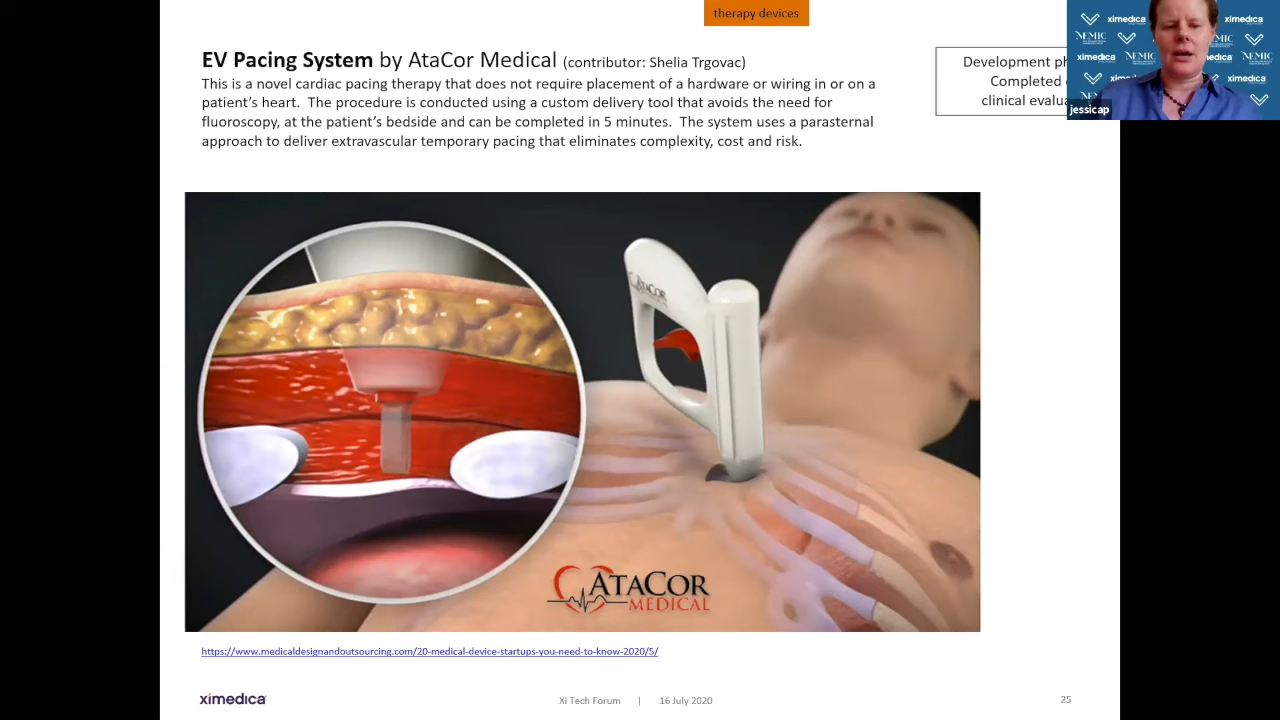 therapy devices
EV Pacing System by AtaCor Medical (contributor: Shelia Trgovac)
This is a novel cardiac pacing therapy that does not require placement of a hardware or wiring in or on a
patient's heart. The procedure is conducted using a custom delivery tool that avoids the need for
fluoroscopy, at the patient's bedside and can be completed in 5 minutes. The system uses a parasternal
approach to deliver extravascular temporary pacing that eliminates complexity, cost and risk.
Development
Completed
clinical
ximedica
ximedica
NEMIC
NEMIC
NEMIC
NEMIC
ximedica
ximedica
ximedica
jessicap
ATACOR
ATACOR
MEDICAL
https://www.medicaldesignandoutsourcing.com/20-medical-device-startups-you-need-to-know-2020/5/
ximedica
Xi Tech Forum | 16 July 2020
25